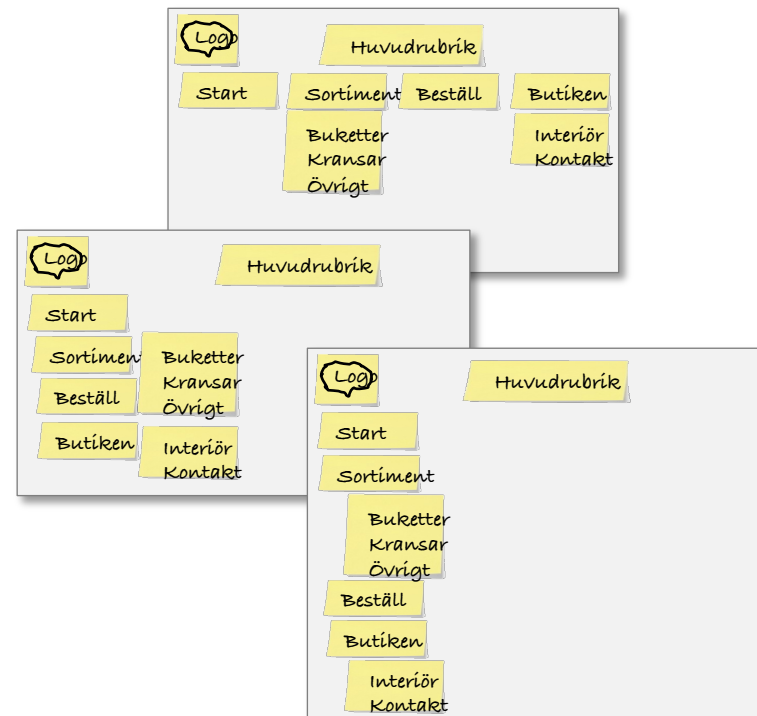 Logo
Huvudrubrik
Start
Sortiment
Beställ
Butiken
Buketter
Kransar
Övrigt
Interiör
Kontakt
Logo
Huvudrubrik
Start
Sortiment
Beställ
Butiken
Buketter
Kransar
Övrigt
Interiör
Kontakt
Logo
Huvudrubrik
Start
Sortiment
Buketter
Kransar
Övrigt
Beställ
Butiken
Interiör
Kontakt